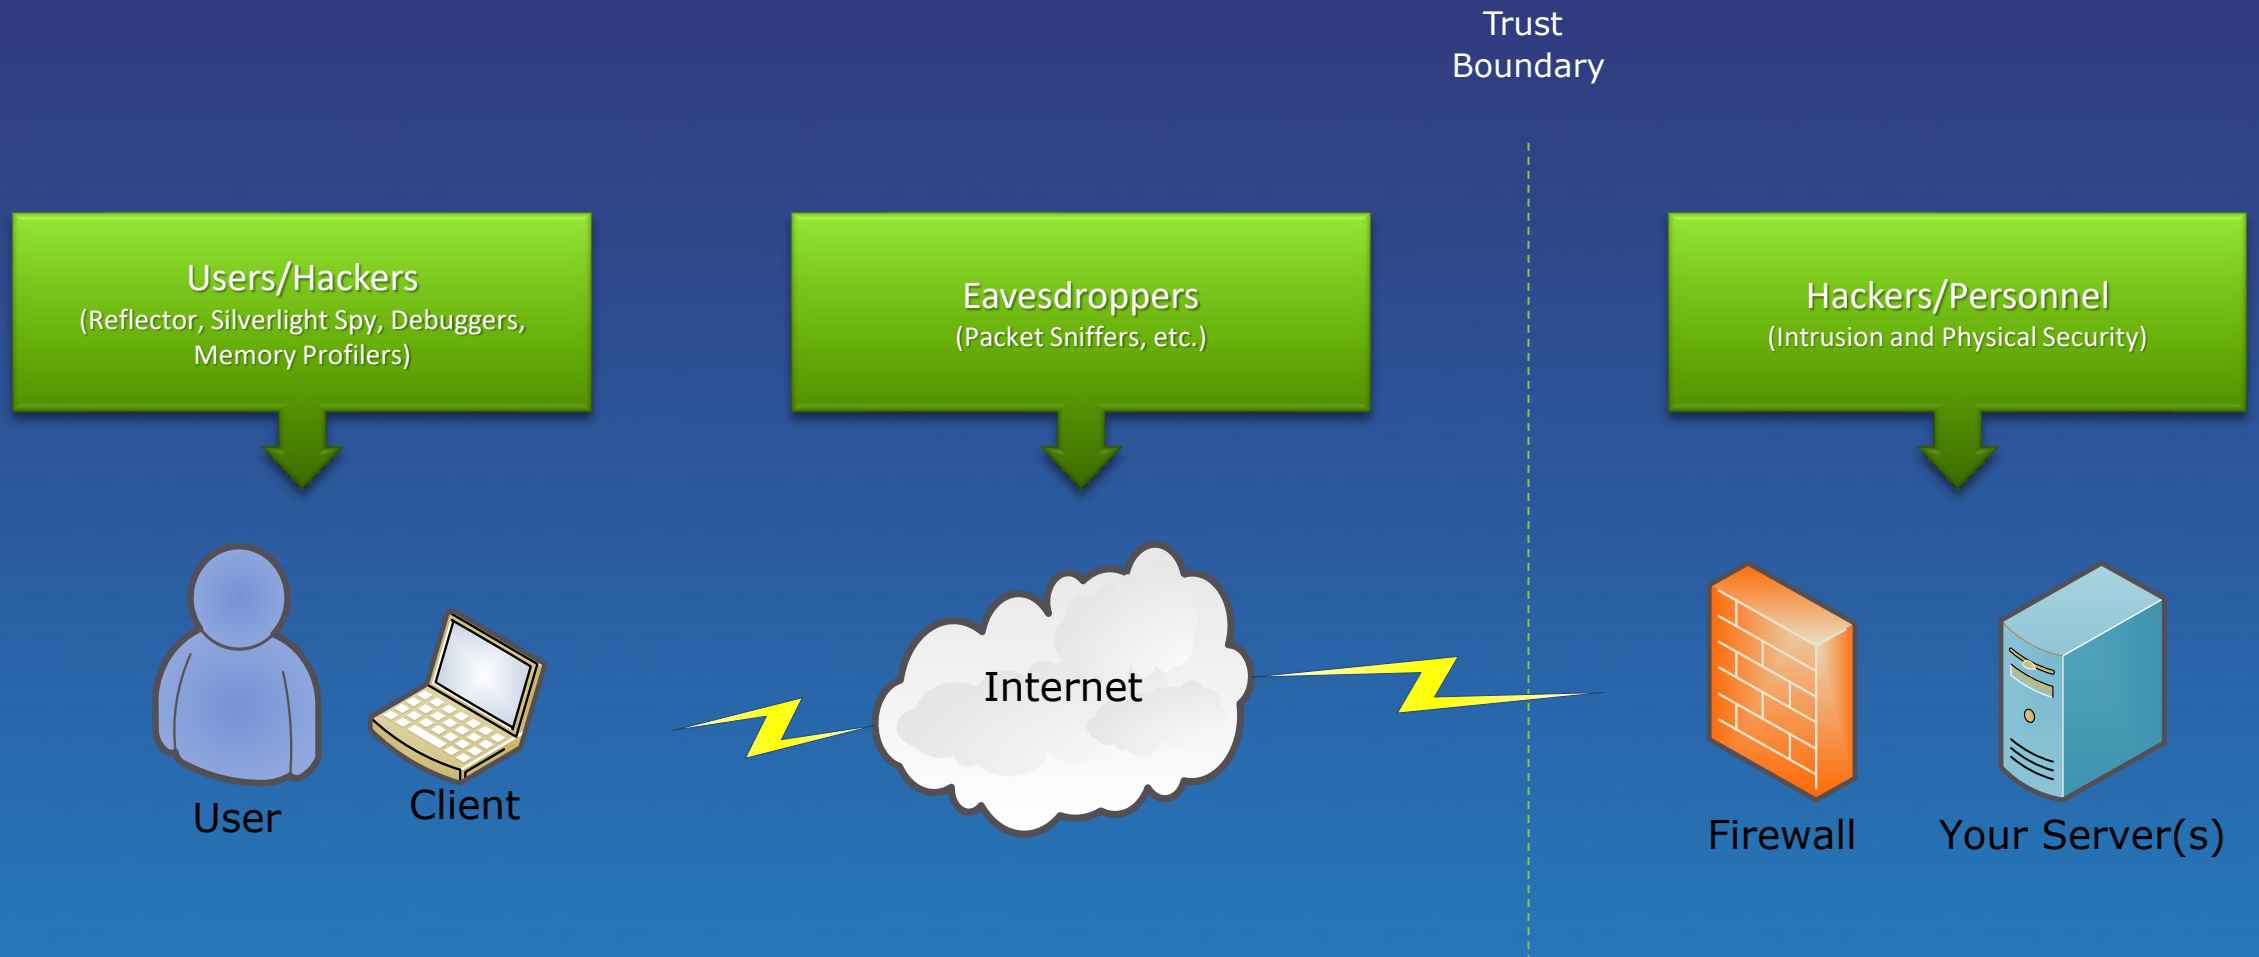 Trust
Boundary
Users/Hackers
(Reflector, Silverlight Spy, Debuggers,
Memory Profilers)
Eavesdroppers
(Packet Sniffers, etc.)
Hackers/Personnel
(Intrusion and Physical Security)
User
Client
Internet
Firewall
Your Server(s)